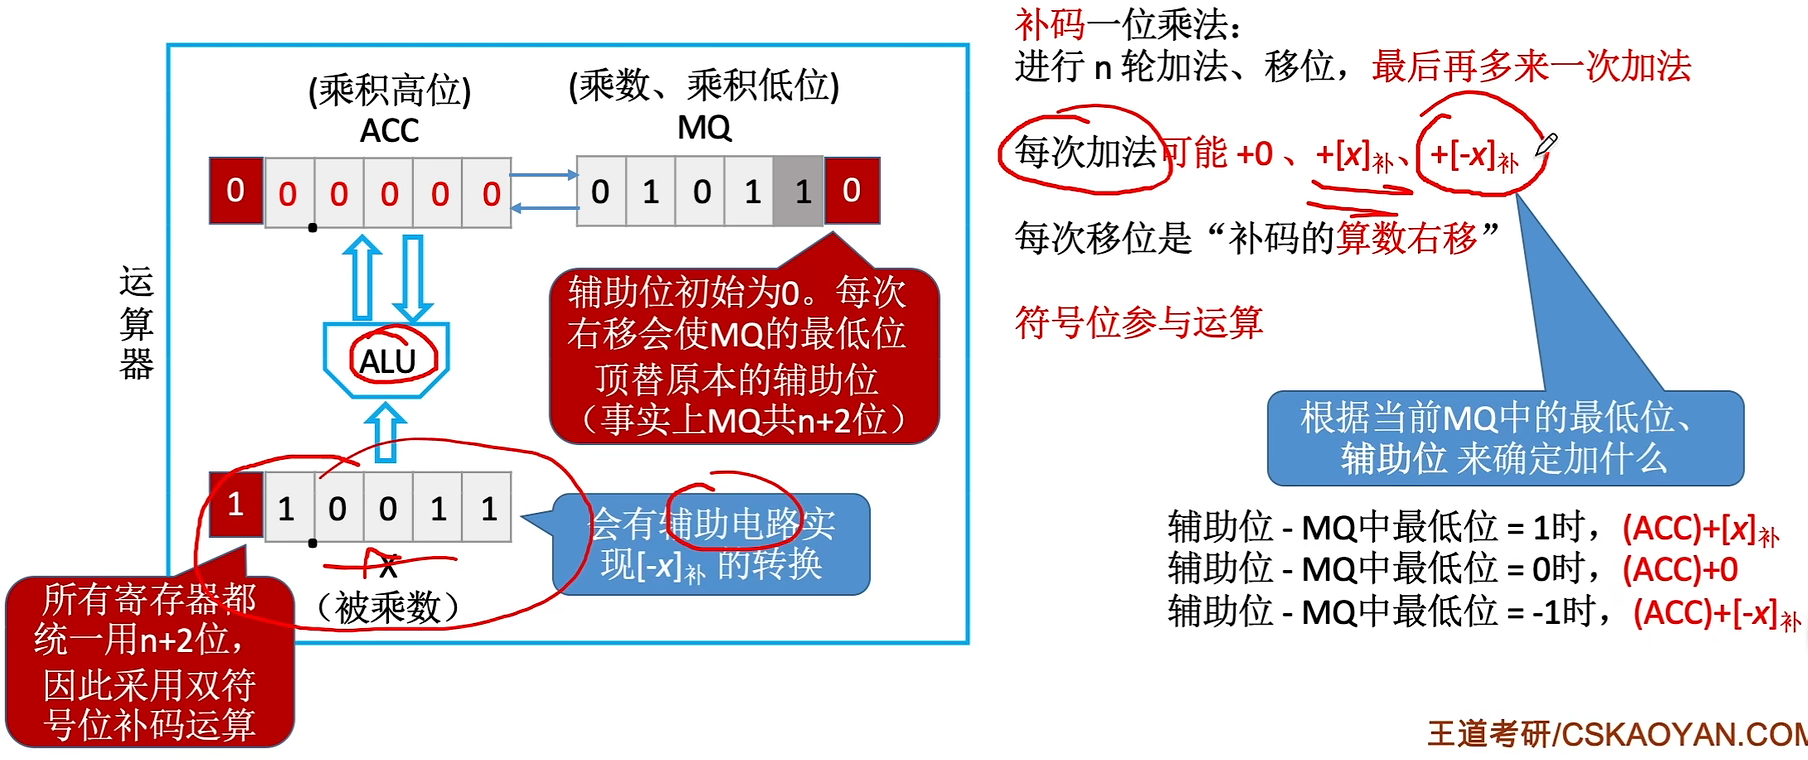 补码一位乘法：
进行 n 轮加法、移位，最后再多来一次加法
每次加法可能 +0 、+[x]补、+[-x]补
每次移位是“补码的算数右移”
符号位参与运算
根据当前MQ中的最低位、
辅助位 来确定加什么
辅助位 - MQ中最低位 = 1时，(ACC)+[x]补
辅助位 - MQ中最低位 = 0时，(ACC)+0
辅助位 - MQ中最低位 = -1时，(ACC)+[-x]补
(乘积高位)
ACC
(乘数、乘积低位)
MQ
0 0 0 0 0 0
0 1 0 1 1 0
运算器
ALU
辅助位初始为0。每次
右移会使MQ的最低位
顶替原本的辅助位
（事实上MQ共n+2位）
1 1 0 0 1 1
X
（被乘数）
会有辅助电路实
现[-x]补 的转换
所有寄存器都
统一用n+2位，
因此采用双符
号位补码运算
王道考研/CSKAOYAN.COM